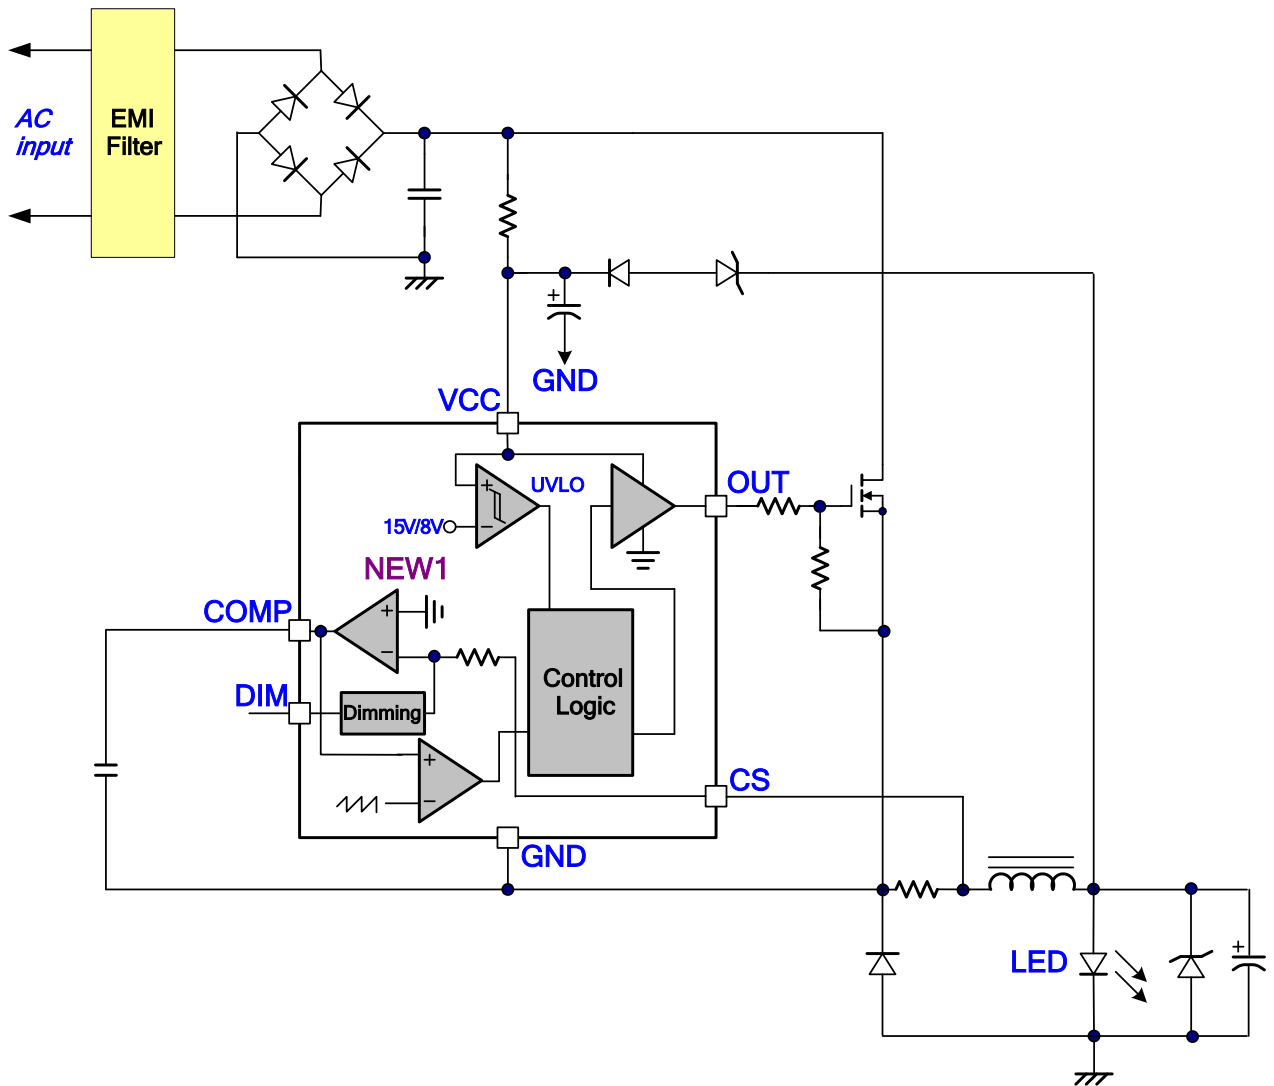 AC
input
EMI
Filter
+
GND
VCC
OUT
+
UVLO
15V/8V
−
NEW1
COMP
+
−
DIM
Dimming
Control
Logic
+
−
CS
GND
LED
+